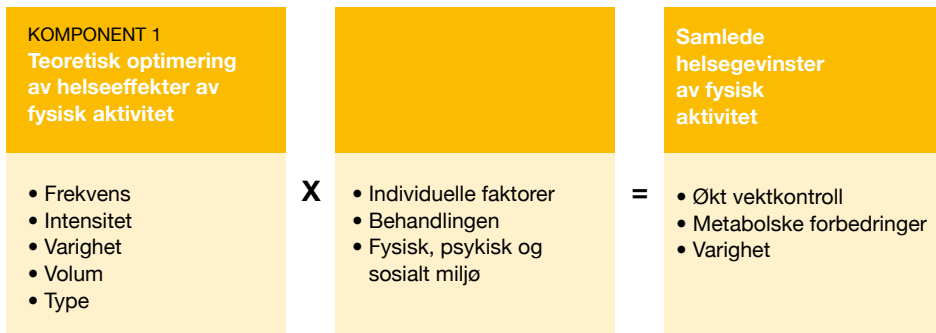 KOMPONENT 1
Teoretisk optimering
av helseeffekter av
fysisk aktivitet
• Frekvens
• Intensitet
• Varighet
• Volum
• Type
X
• Individuelle faktorer
• Behandlingen
• Fysisk, psykisk og
sosialt miljø
=
Samlede
helsegevinster
av fysisk
aktivitet
• Økt vektkontroll
• Metabolske forbedringer
• Varighet